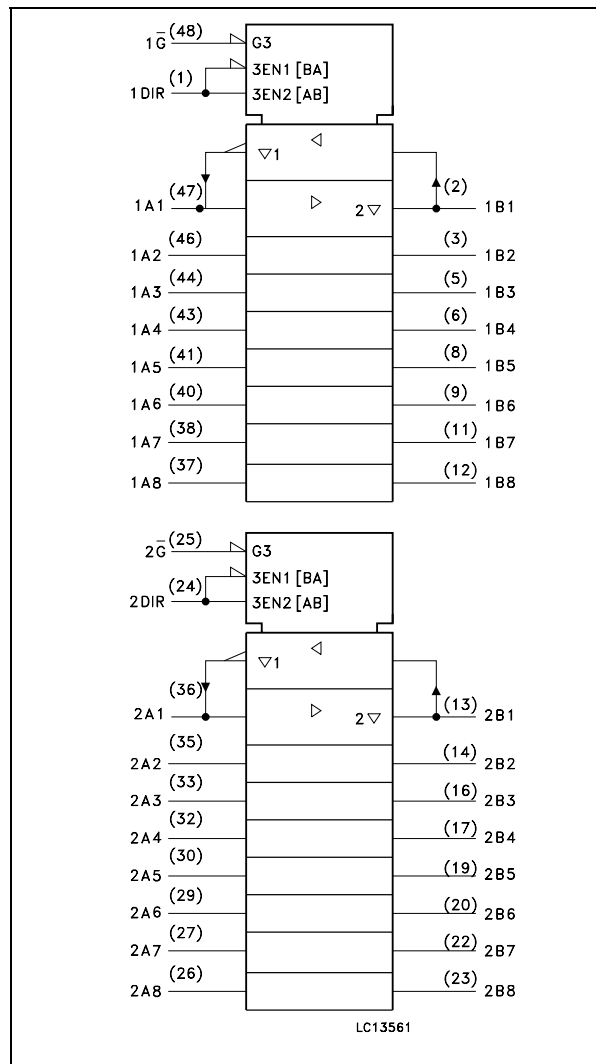 1G̅ (48) G3
3EN1 [BA]
1DIR (1) 3EN2 [AB]
▽1 ◁
1A1 (47) ▷ 2▽ (2) 1B1
1A2 (46) (3) 1B2
1A3 (44) (5) 1B3
1A4 (43) (6) 1B4
1A5 (41) (8) 1B5
1A6 (40) (9) 1B6
1A7 (38) (11) 1B7
1A8 (37) (12) 1B8
2G̅ (25) G3
3EN1 [BA]
2DIR (24) 3EN2 [AB]
▽1 ◁
2A1 (36) ▷ 2▽ (13) 2B1
2A2 (35) (14) 2B2
2A3 (33) (16) 2B3
2A4 (32) (17) 2B4
2A5 (30) (19) 2B5
2A6 (29) (20) 2B6
2A7 (27) (22) 2B7
2A8 (26) (23) 2B8
LC13561